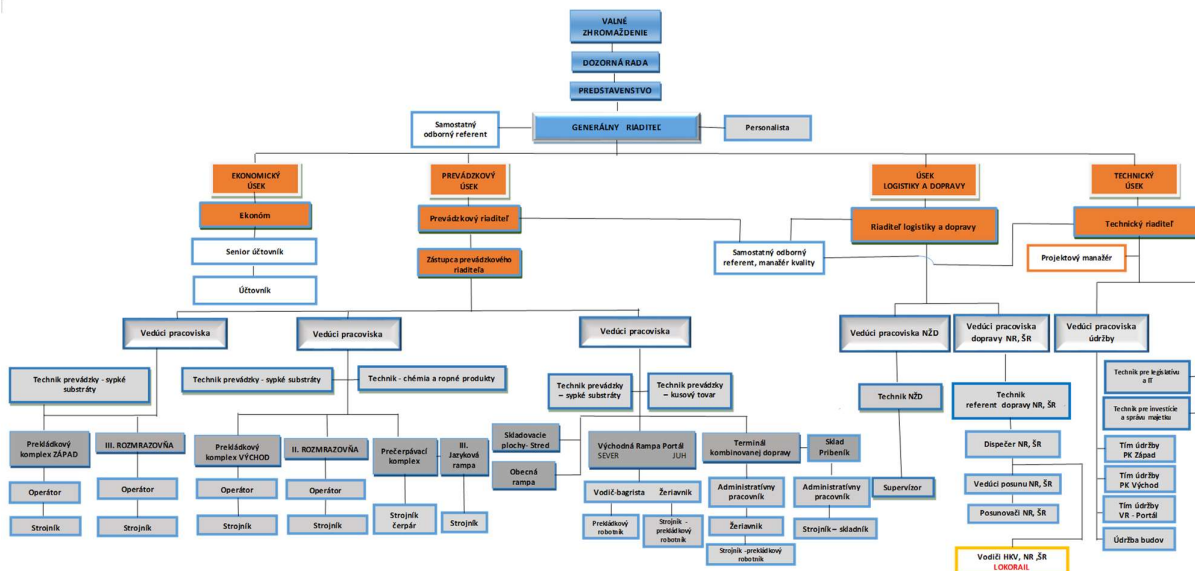 VALNÉ
ZHROMAŽDENIE
DOZORNÁ RADA
PREDSTAVENSTVO
Samostatný
odborný referent
GENERÁLNY RIADITEĽ
Personalista
EKONOMICKÝ
ÚSEK
PREVÁDZKOVÝ
ÚSEK
ÚSEK
LOGISTIKY A DOPRAVY
TECHNICKÝ
ÚSEK
Ekonóm
Prevádzkový riaditeľ
Riaditeľ logistiky a dopravy
Technický riaditeľ
Senior účtovník
Samostatný odborný
referent, manažér kvality
Projektový manažér
Zástupca prevádzkového
riaditeľa
Účtovník
Vedúci pracoviska
Vedúci pracoviska
Vedúci pracoviska
Vedúci pracoviska NŽD
Vedúci pracoviska
dopravy NR, ŠR
Vedúci pracoviska
údržby
Technik prevádzky - sypké
substráty
Technik prevádzky - sypké substráty
Technik - chémia a ropné produkty
Technik prevádzky
– sypké substráty
Technik prevádzky
– kusový tovar
Technik NŽD
Technik
referent dopravy NR, ŠR
Technik pre legislatívu
a IT
Technik pre investície
a správu majetku
Prekládkový
komplex ZÁPAD
III. ROZMRAZOVŇA
Prekládkový
komplex VÝCHOD
II. ROZMRAZOVŇA
Prečerpávací
komplex
III.
Jazyková
rampa
Skladovacie
plochy- Stred
Obecná
rampa
Východná Rampa Portál
SEVER JUH
Terminál
kombinovanej dopravy
Sklad
Pribeník
Dispečer NR, ŠR
Tím údržby
PK Západ
Operátor
Operátor
Operátor
Operátor
Vodič-bagrista Žeriavnik
Administratívny
pracovník
Administratívny
pracovník
Supervízor
Vedúci posunu NR, ŠR
Tím údržby
PK Východ
Strojník
Strojník
Strojník
Strojník
Strojník
čerpár
Strojník
Prekládkový
robotník
Strojník -
prekládkový
robotník
Žeriavnik
Strojník – skladník
Posunovači NR, ŠR
Tím údržby
VR - Portál
Strojník -prekládkový
robotník
Údržba budov
Vodiči HKV, NR ,ŠR
LOKORAIL